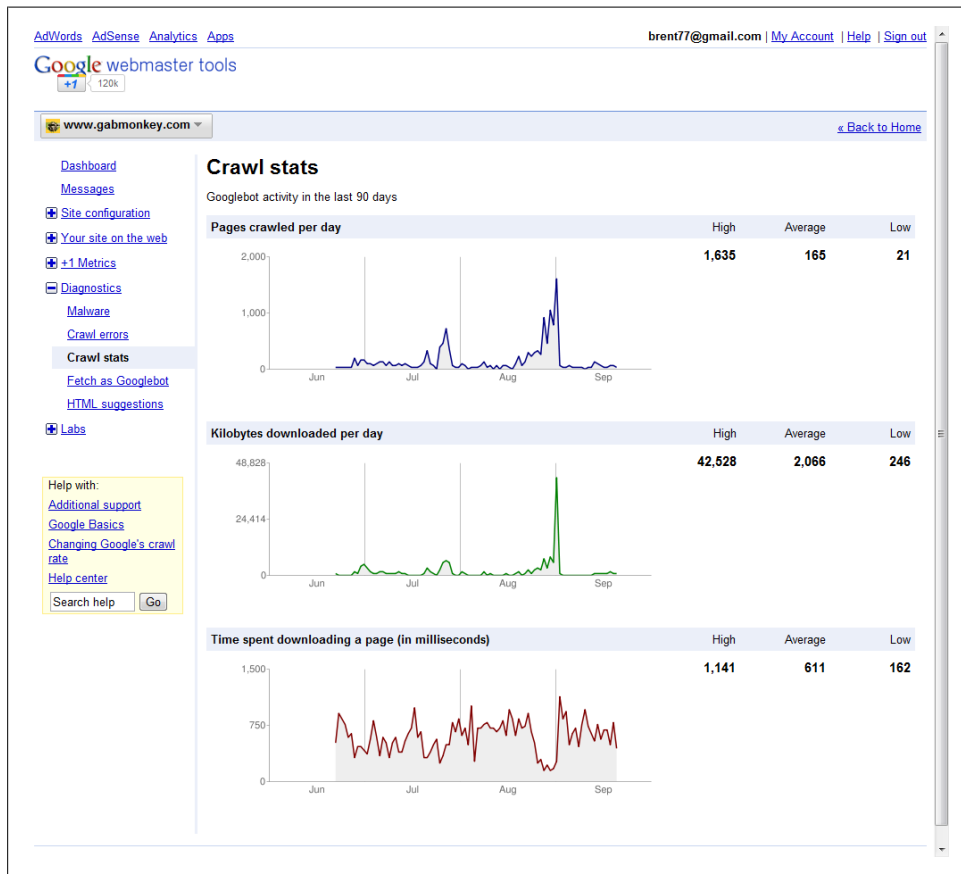 AdWords AdSense Analytics Apps brent77@gmail.com | My Account | Help | Sign out
Google webmaster tools
+1 120k
www.gabmonkey.com « Back to Home
Dashboard
Messages
Site configuration
Your site on the web
+1 Metrics
Diagnostics
Malware
Crawl errors
Crawl stats
Fetch as Googlebot
HTML suggestions
Labs
Help with:
Additional support
Google Basics
Changing Google's crawl
rate
Help center
Search help Go
Crawl stats
Googlebot activity in the last 90 days
Pages crawled per day High Average Low
1,635 165 21
2,000
1,000
0
Jun Jul Aug Sep
Kilobytes downloaded per day High Average Low
42,528 2,066 246
48,828
24,414
0
Jun Jul Aug Sep
Time spent downloading a page (in milliseconds) High Average Low
1,141 611 162
1,500
750
0
Jun Jul Aug Sep